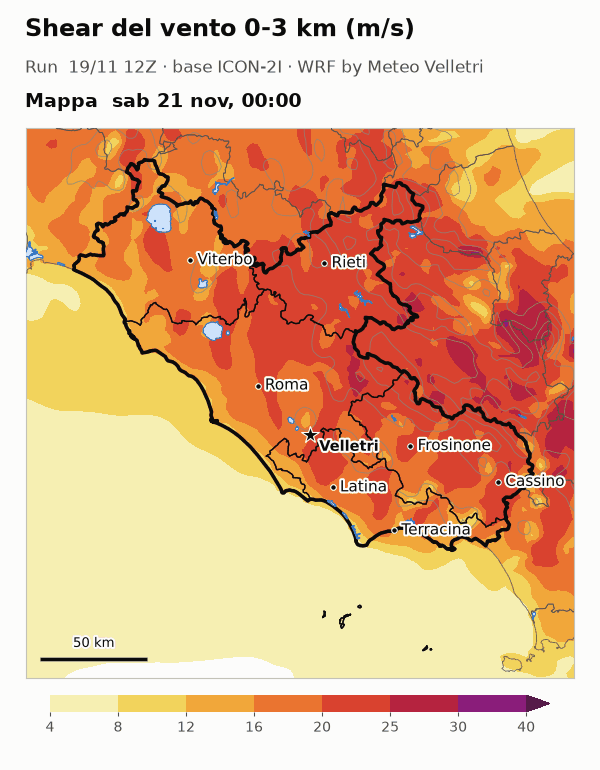 Shear del vento 0-3 km (m/s)
Run 19/11 12Z · base ICON-2I · WRF by Meteo Velletri
Mappa sab 21 nov, 00:00
Viterbo
Rieti
Roma
Velletri
Frosinone
Latina
Cassino
Terracina
50 km
4 8 12 16 20 25 30 40